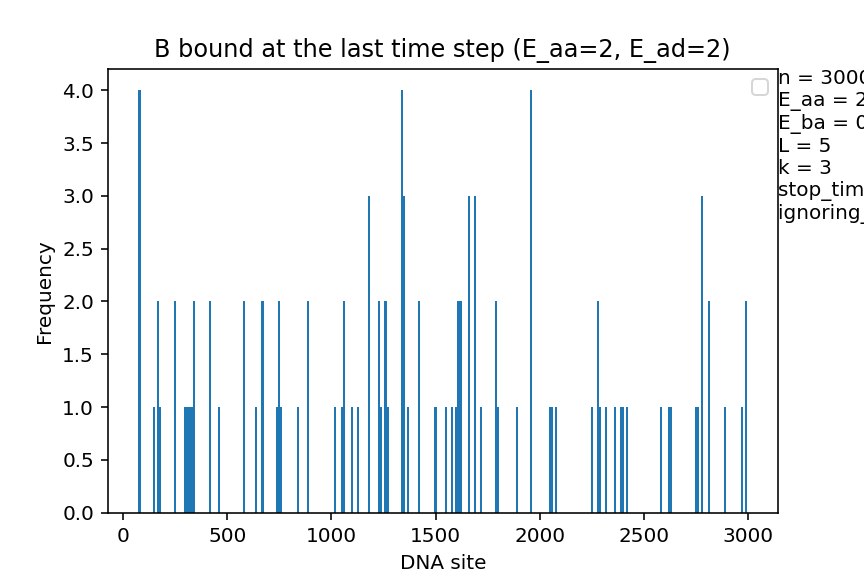 B bound at the last time step (E_aa=2, E_ad=2)
n = 3000
E_aa = 2
E_ba = 0
L = 5
k = 3
stop_tim
ignoring_
4.0
3.5
3.0
2.5
2.0
1.5
1.0
0.5
0.0
Frequency
0 500 1000 1500 2000 2500 3000
DNA site